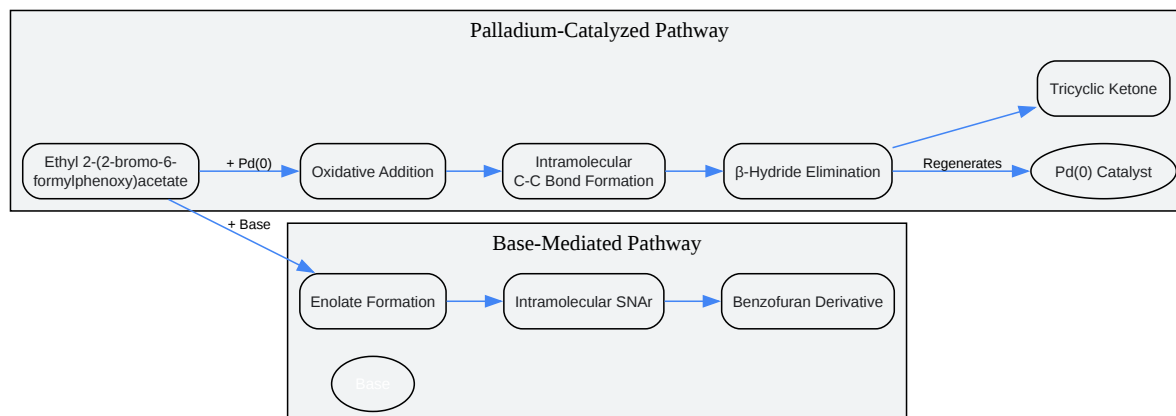 Palladium-Catalyzed Pathway
Tricyclic Ketone
Ethyl 2-(2-bromo-6-
formylphenoxy)acetate
+ Pd(0)
Oxidative Addition
Intramolecular
C-C Bond Formation
β-Hydride Elimination
Regenerates
Pd(0) Catalyst
+ Base
Base-Mediated Pathway
Enolate Formation
Intramolecular SNAr
Benzofuran Derivative
Base